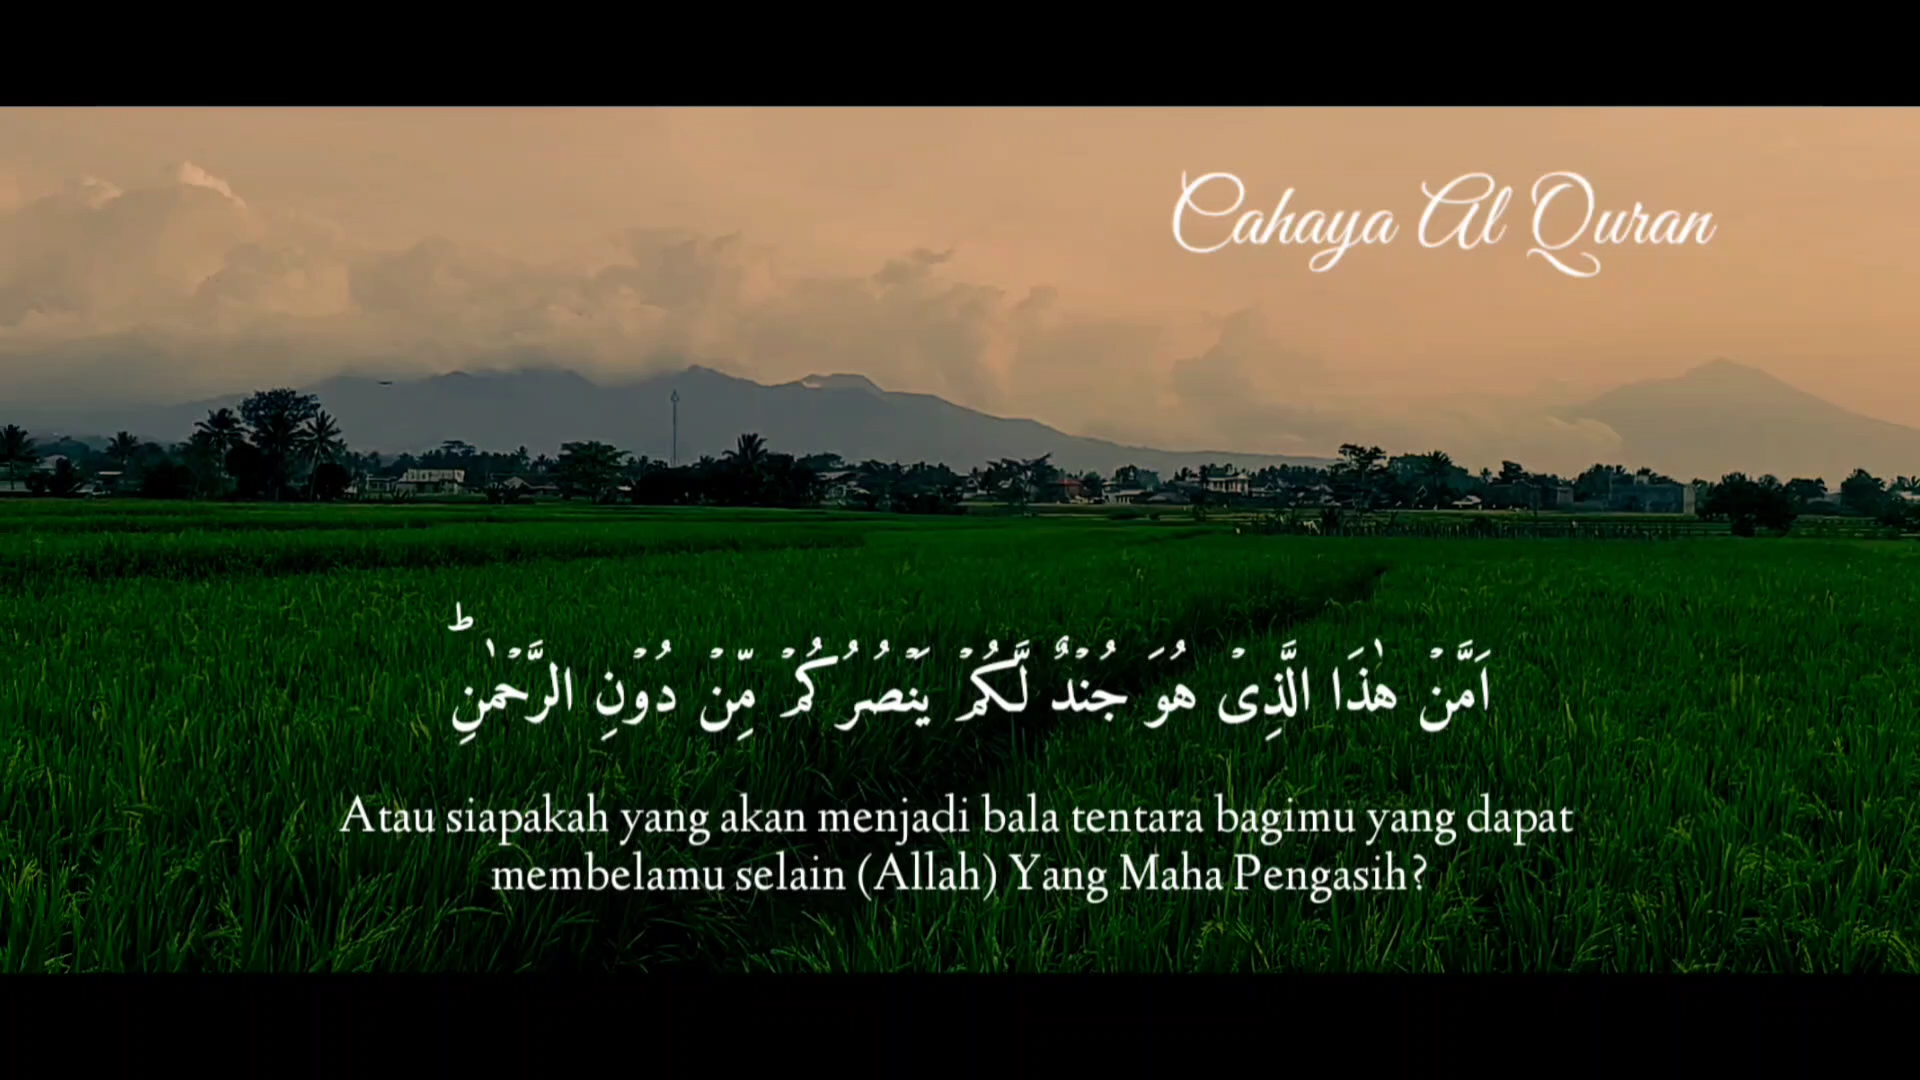 Cahaya Al Quran
اَمَّنۡ هٰذَا الَّذِىۡ هُوَ جُنۡدٌ لَّكُمۡ يَنۡصُرُكُمۡ مِّنۡ دُوۡنِ الرَّحۡمٰنِ‌ؕ
Atau siapakah yang akan menjadi bala tentara bagimu yang dapat
membelamu selain (Allah) Yang Maha Pengasih?